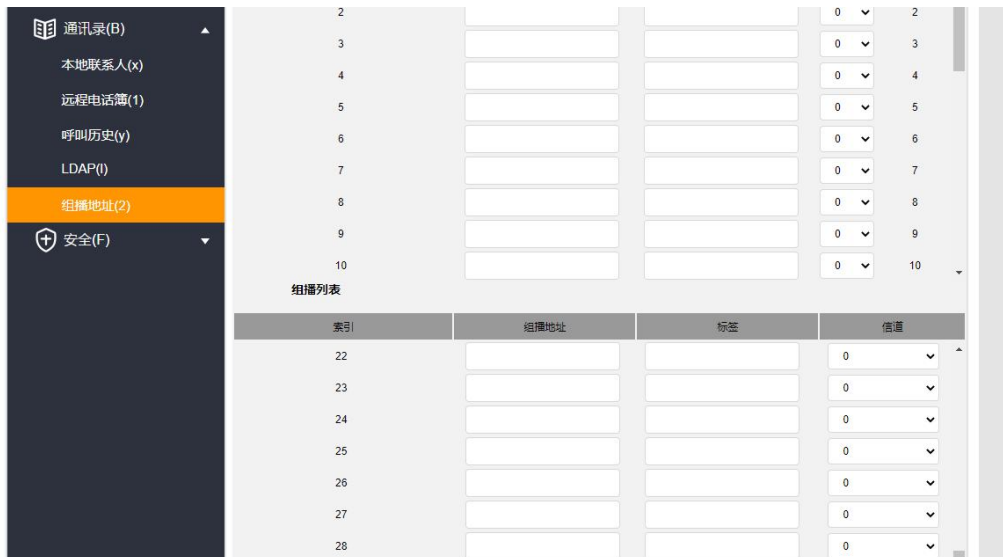 通讯录(B)
本地联系人(x)
远程电话簿(1)
呼叫历史(y)
LDAP(l)
组播地址(2)
安全(F)
2 0 2
3 0 3
4 0 4
5 0 5
6 0 6
7 0 7
8 0 8
9 0 9
10 0 10
组播列表
索引 组播地址 标签 信道
22 0
23 0
24 0
25 0
26 0
27 0
28 0